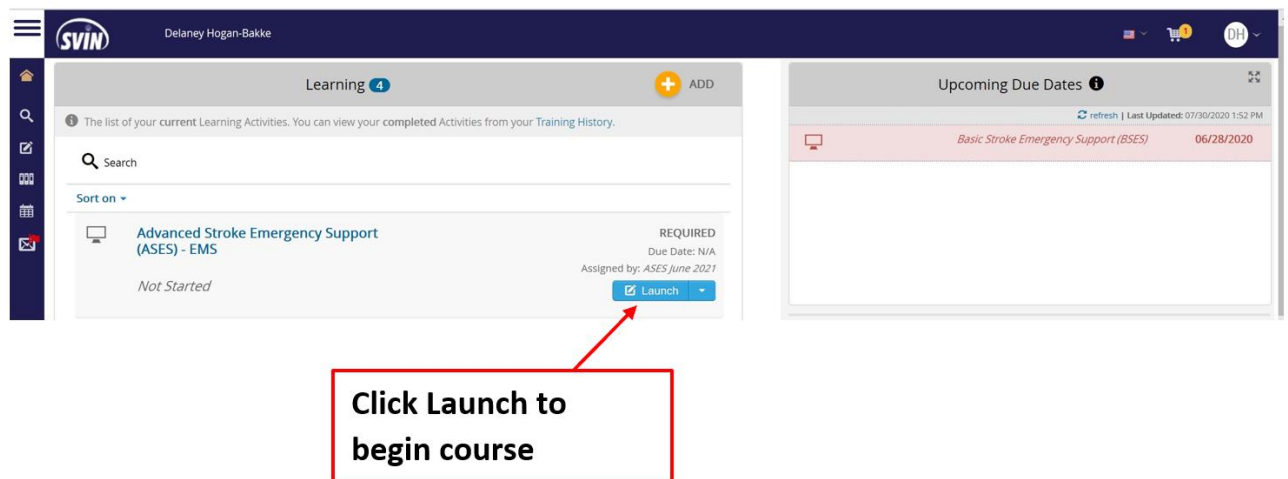 SVIN
Delaney Hogan-Bakke
1
DH
Learning 4
ADD
The list of your current Learning Activities. You can view your completed Activities from your Training History.
Search
Sort on
Advanced Stroke Emergency Support
(ASES) - EMS
Not Started
REQUIRED
Due Date: N/A
Assigned by: ASES June 2021
Launch
Upcoming Due Dates
refresh | Last Updated: 07/30/2020 1:52 PM
Basic Stroke Emergency Support (BSES) 06/28/2020
Click Launch to
begin course